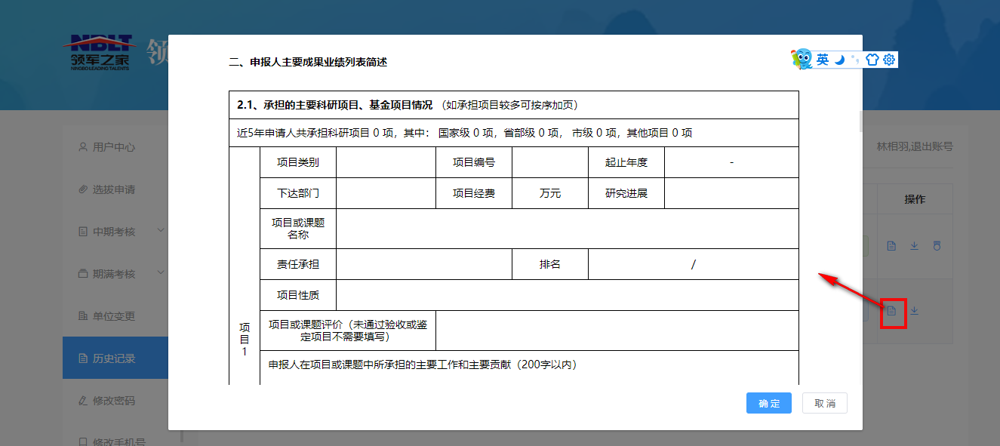 NBLT
领军之家
NINGBO LEADING TALENTS
领
英
林相羽,退出账号
用户中心
选拔申请
中期考核
期满考核
单位变更
历史记录
修改密码
修改手机号
操作
二、申报人主要成果业绩列表简述
2.1、承担的主要科研项目、基金项目情况 （如承担项目较多可按序加页）
近5年申请人共承担科研项目 0 项，其中： 国家级 0 项，省部级 0 项， 市级 0 项，其他项目 0 项
项目1
项目类别 项目编号 起止年度 -
下达部门 项目经费 万元 研究进展
项目或课题
名称
责任承担 排名 /
项目性质
项目或课题评价（未通过验收或鉴
定项目不需要填写）
申报人在项目或课题中所承担的主要工作和主要贡献（200字以内）
确 定 取 消